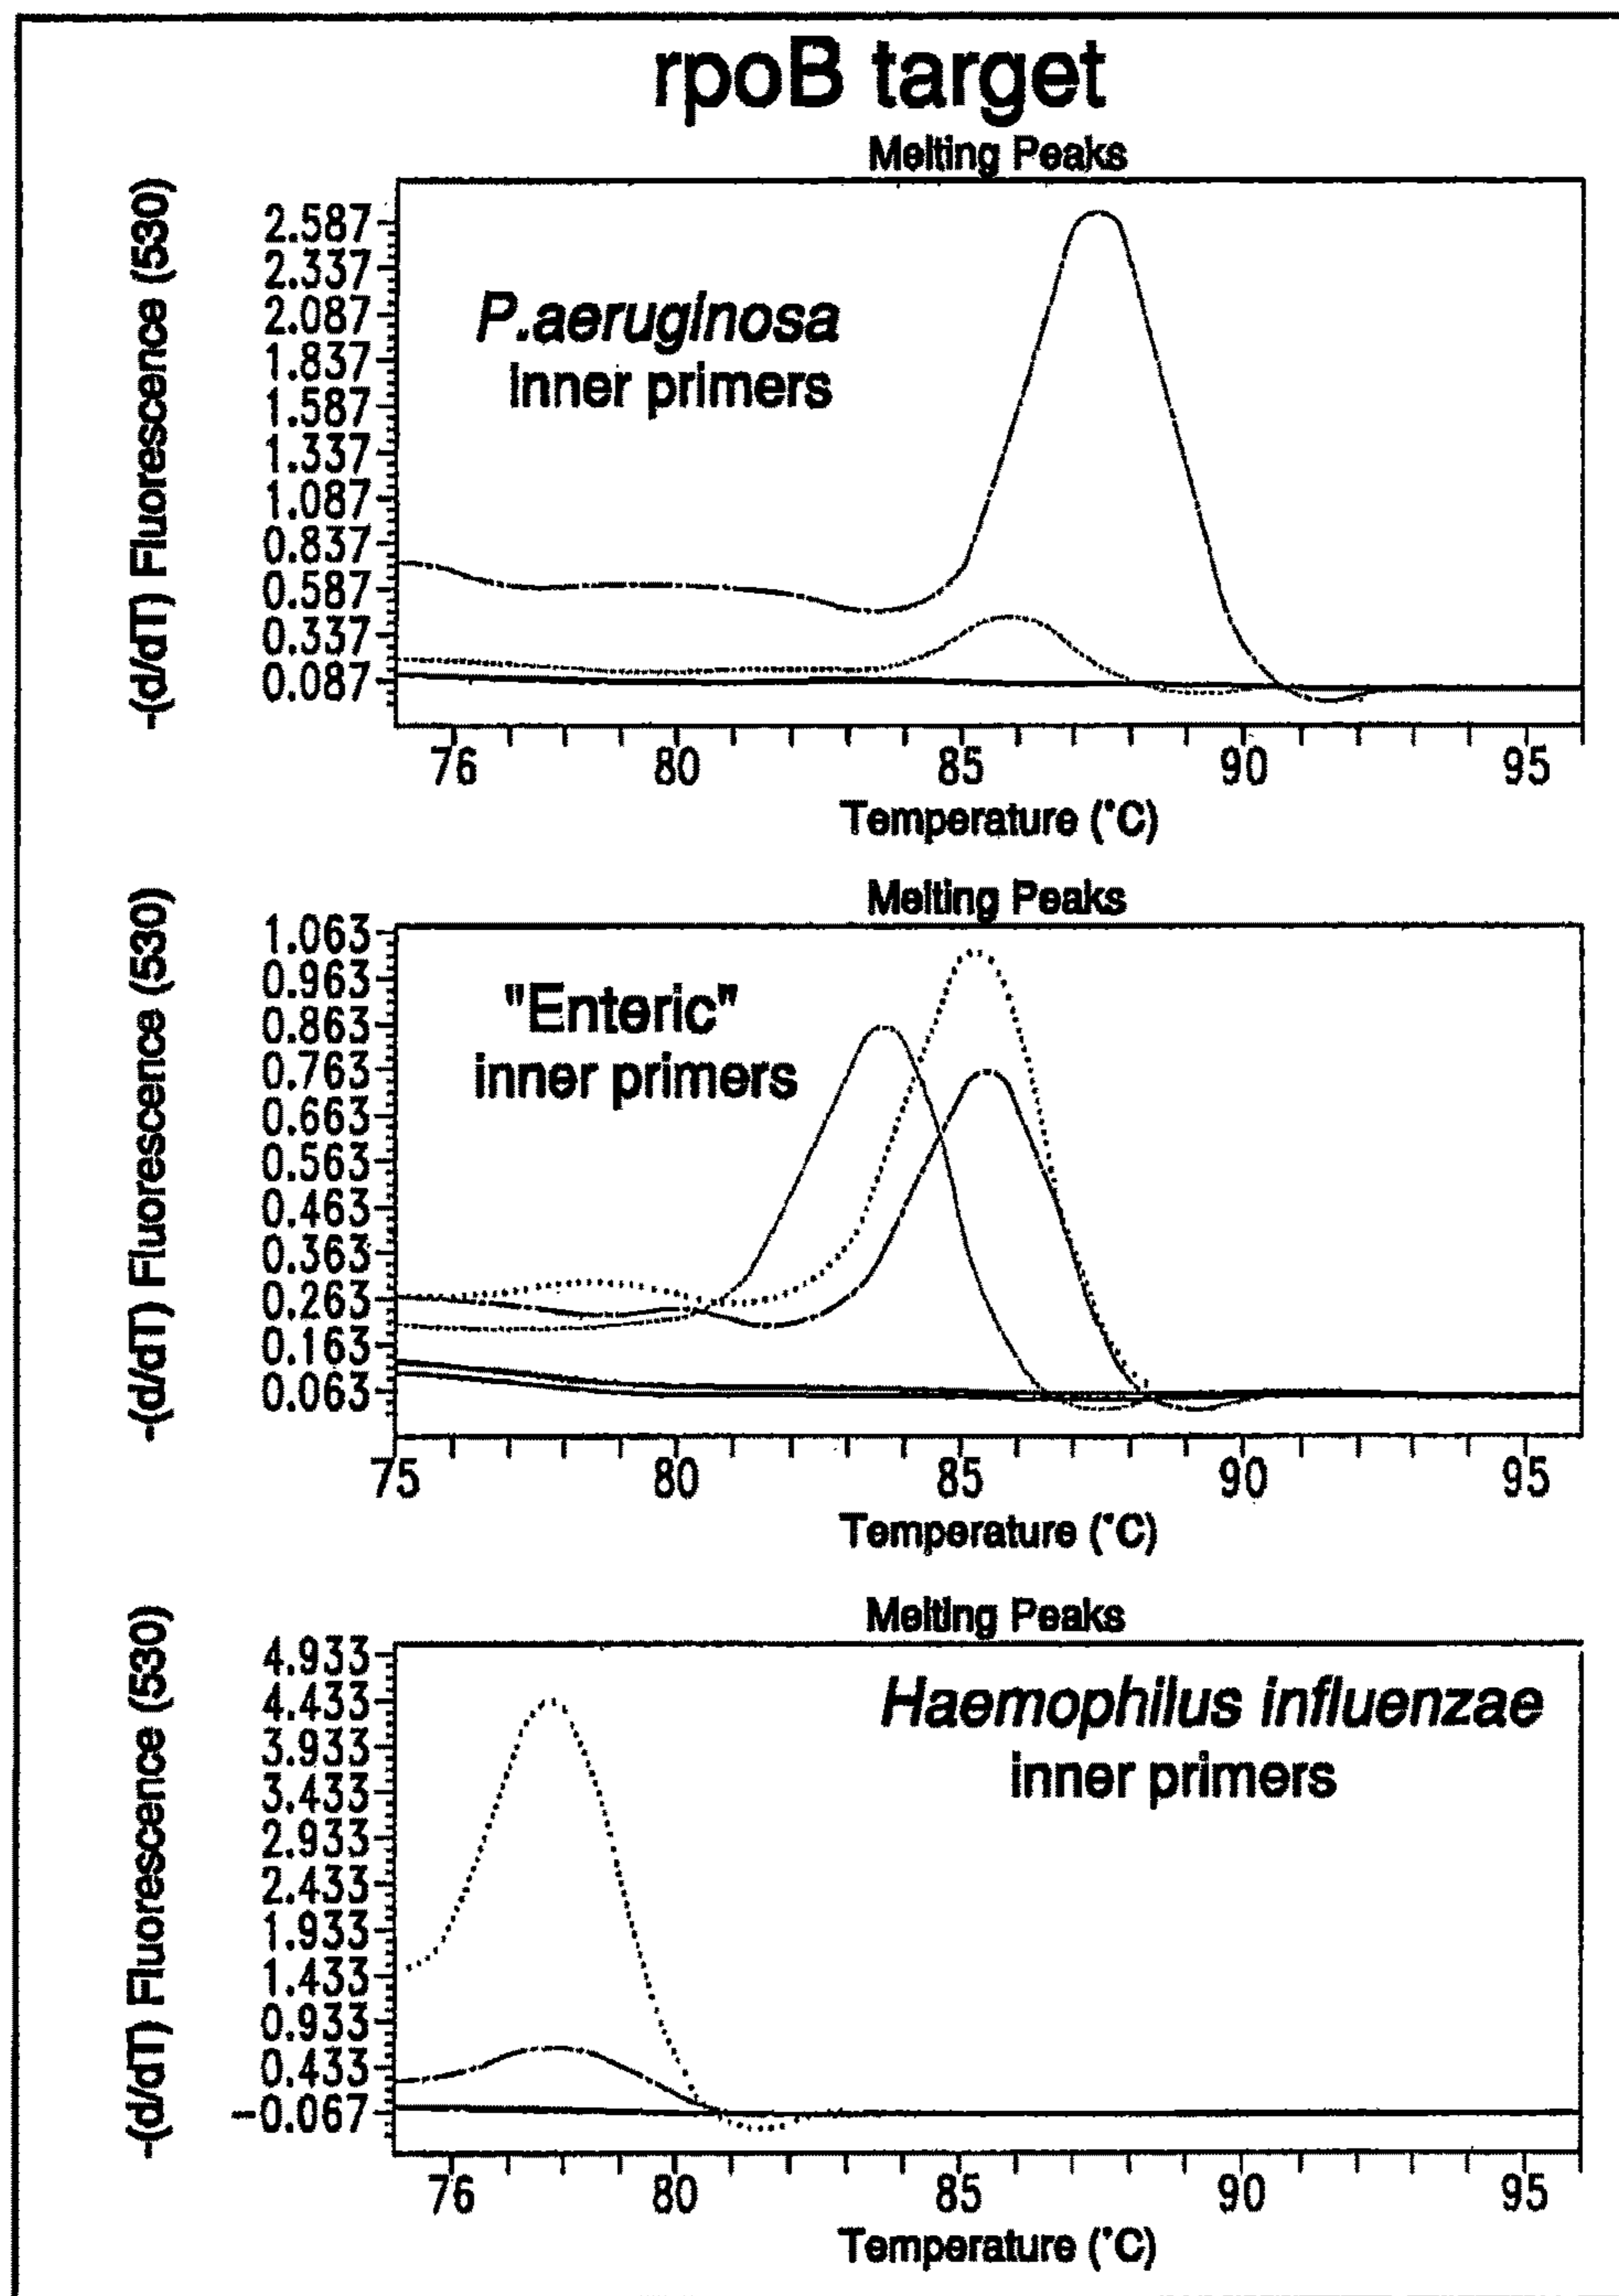 rpoB target
Melting Peaks
-(d/dT) Fluorescence (530)
2.587
2.337
2.087
1.837
1.587
1.337
1.087
0.837
0.587
0.337
0.087
P.aeruginosa
inner primers
76 80 85 90 95
Temperature (°C)
Melting Peaks
-(d/dT) Fluorescence (530)
1.063
0.963
0.863
0.763
0.663
0.563
0.463
0.363
0.263
0.163
0.063
"Enteric"
inner primers
75 80 85 90 95
Temperature (°C)
Melting Peaks
-(d/dT) Fluorescence (530)
4.933
4.433
3.933
3.433
2.933
2.433
1.933
1.433
0.933
0.433
-0.067
Haemophilus influenzae
inner primers
76 80 85 90 95
Temperature (°C)